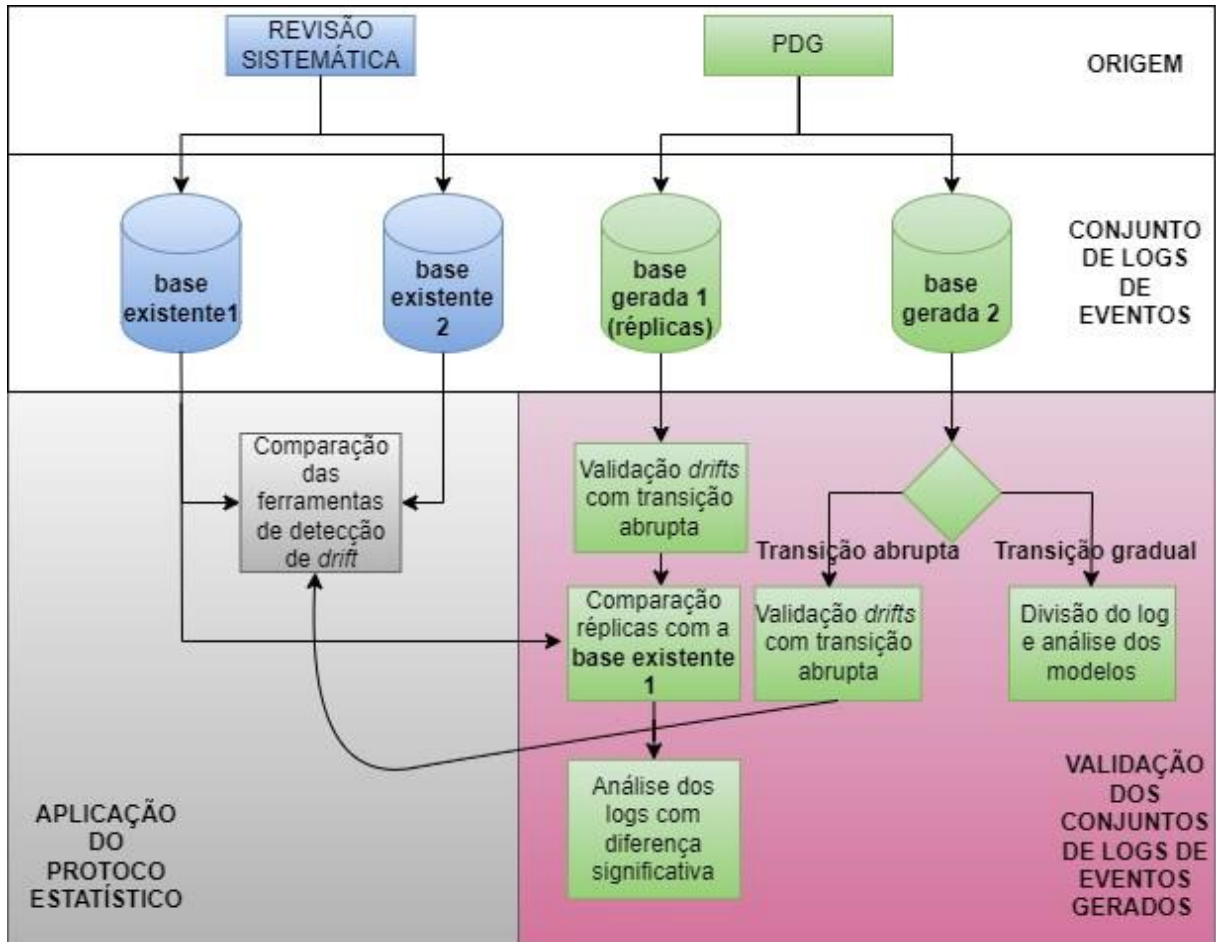 REVISÃO
SISTEMÁTICA
PDG
ORIGEM
base
existente1
base
existente
2
base
gerada 1
(réplicas)
base
gerada 2
CONJUNTO
DE LOGS
DE
EVENTOS
Comparação
das
ferramentas
de detecção
de drift
Validação drifts
com transição
abrupta
Transição abrupta
Transição gradual
Comparação
réplicas com a
base existente
1
Validação drifts
com transição
abrupta
Divisão do log
e análise dos
modelos
Análise dos
logs com
diferença
significativa
APLICAÇÃO
DO
PROTOCO
ESTATÍSTICO
VALIDAÇÃO
DOS
CONJUNTOS
DE LOGS DE
EVENTOS
GERADOS